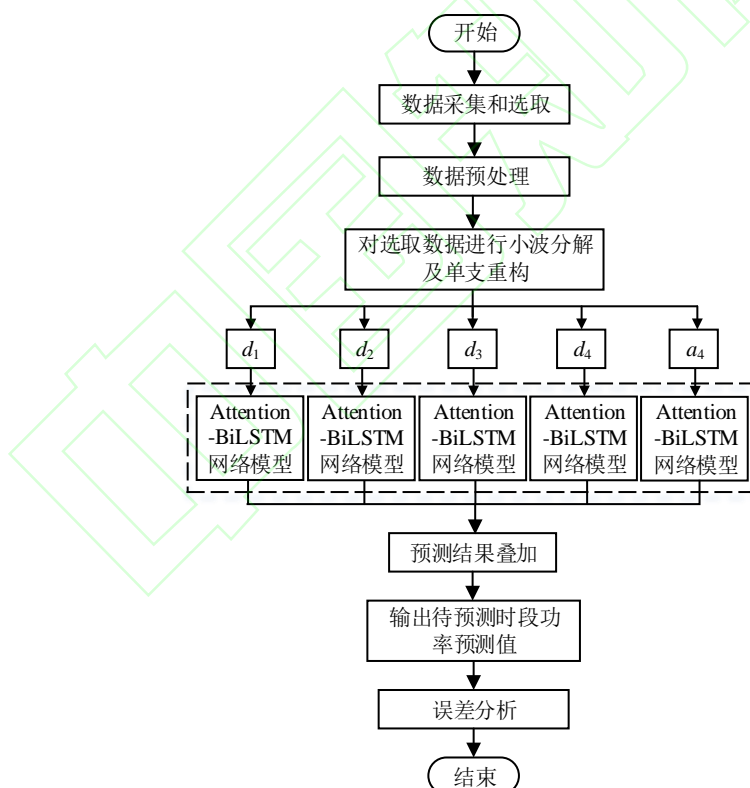 开始
数据采集和选取
数据预处理
对选取数据进行小波分解
及单支重构
d1
d2
d3
d4
a4
Attention
-BiLSTM
网络模型
Attention
-BiLSTM
网络模型
Attention
-BiLSTM
网络模型
Attention
-BiLSTM
网络模型
Attention
-BiLSTM
网络模型
预测结果叠加
输出待预测时段功
率预测值
误差分析
结束